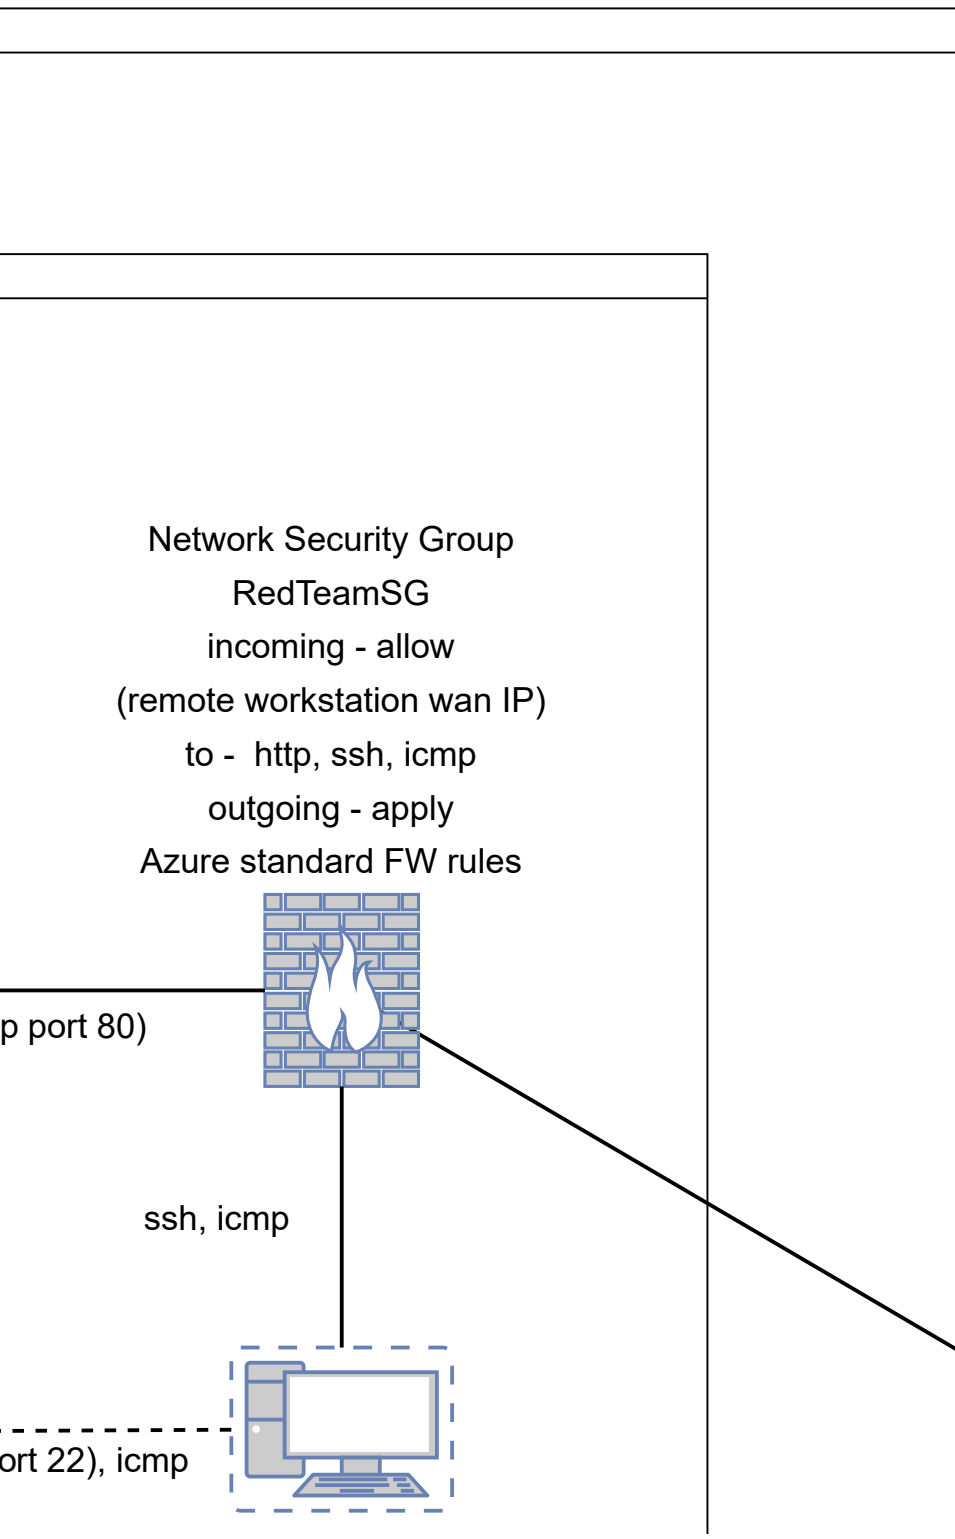 Network Security Group
RedTeamSG
incoming - allow
(remote workstation wan IP)
to -  http, ssh, icmp
outgoing - apply
Azure standard FW rules
p port 80)
ssh, icmp
ort 22), icmp